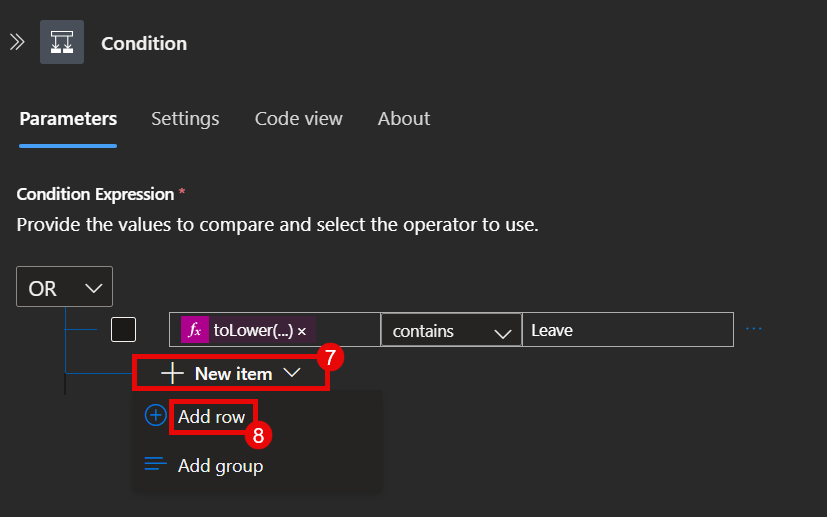 Condition
Parameters Settings Code view About
Condition Expression *
Provide the values to compare and select the operator to use.
OR
fx toLower(...) × contains Leave ...
7
+ New item
Add row
8
Add group